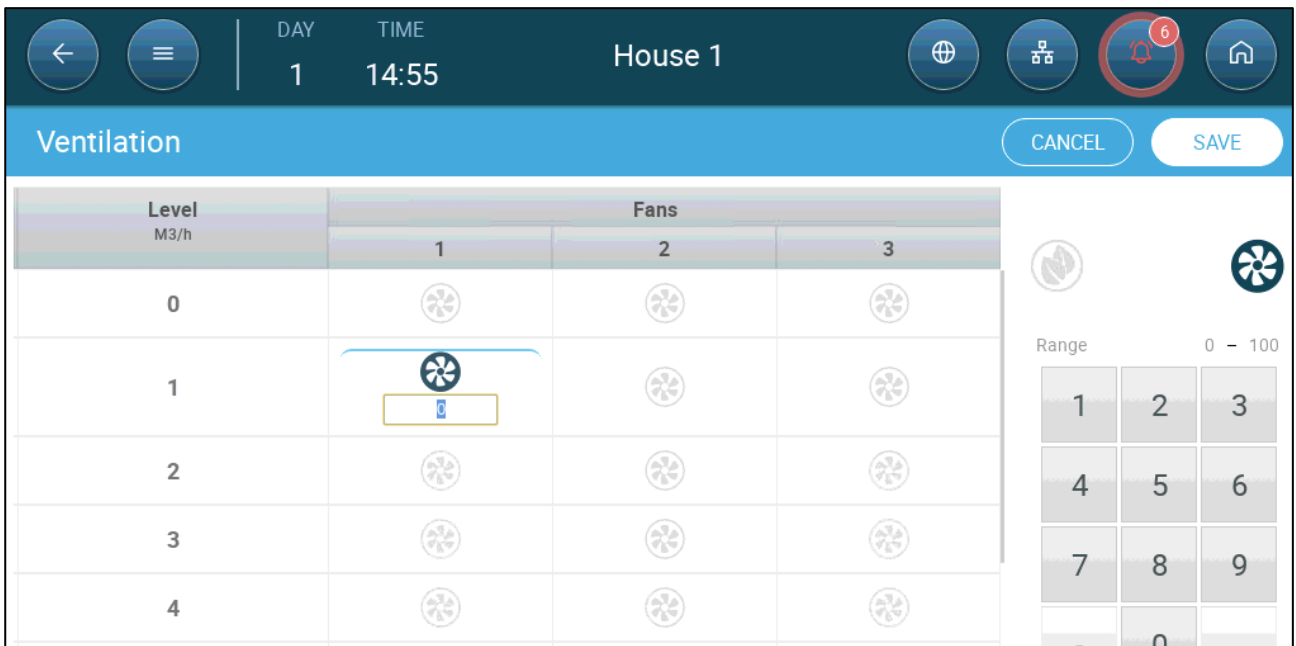 DAY TIME
1 14:55 House 1 6
Ventilation CANCEL SAVE
Level Fans
M3/h
1 2 3
0
Range 0 – 100
1 0
1 2 3
2
4 5 6
3
7 8 9
4
0